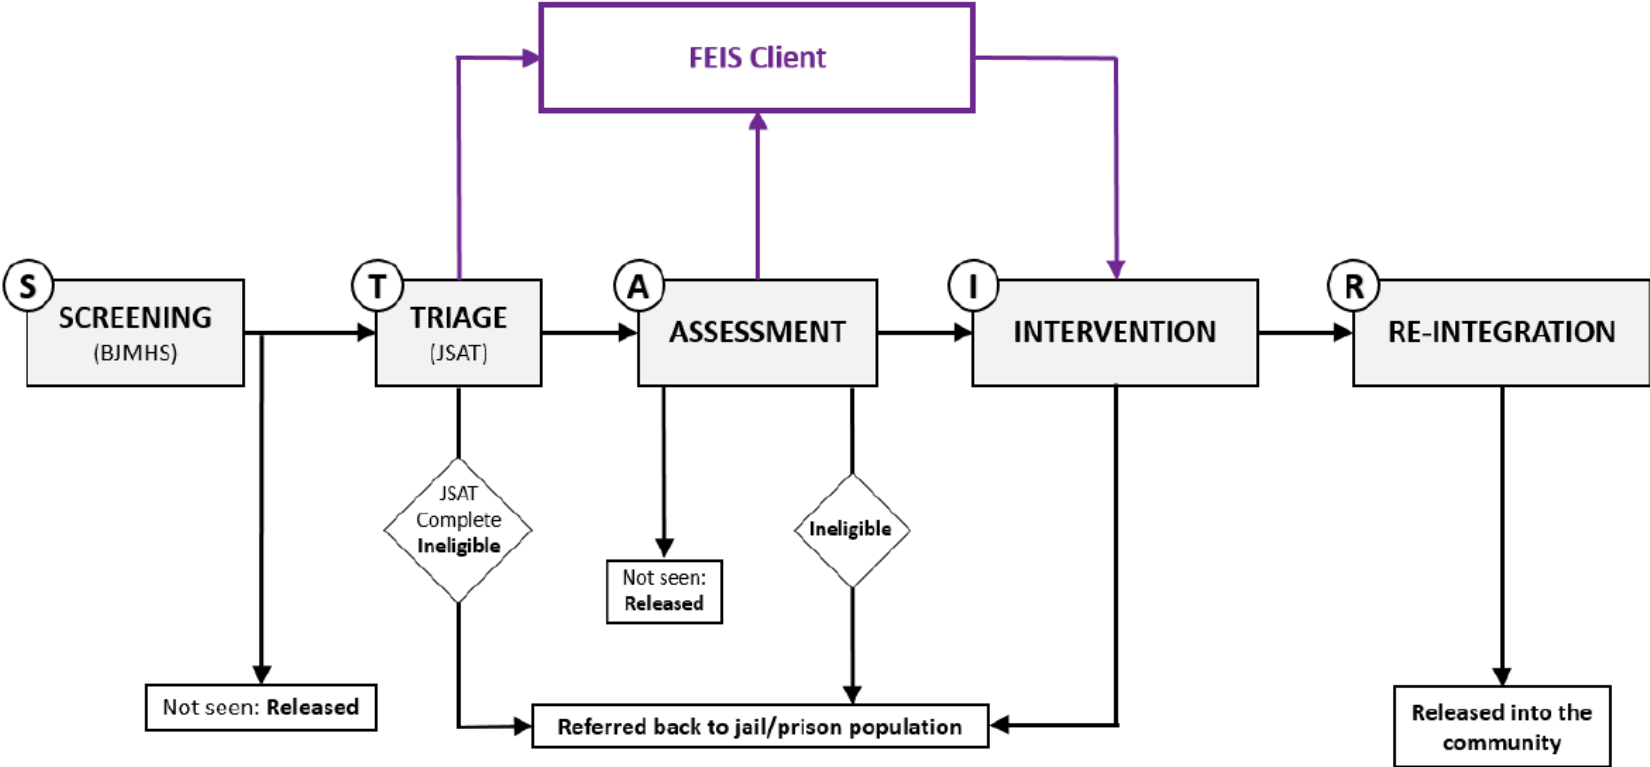 FEIS Client
S
SCREENING
(BJMHS)
T
TRIAGE
(JSAT)
A
ASSESSMENT
I
INTERVENTION
R
RE-INTEGRATION
JSAT
Complete
Ineligible
Ineligible
Not seen:
Released
Not seen: Released
Referred back to jail/prison population
Released into the
community